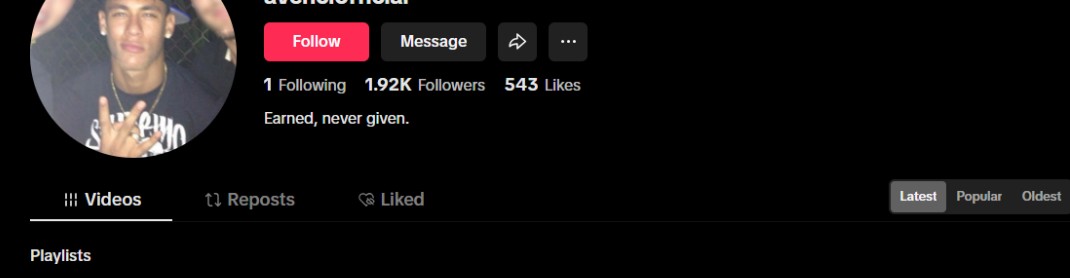 Follow
Message
1 Following 1.92K Followers 543 Likes
Earned, never given.
Videos
Reposts
Liked
Latest
Popular
Oldest
Playlists